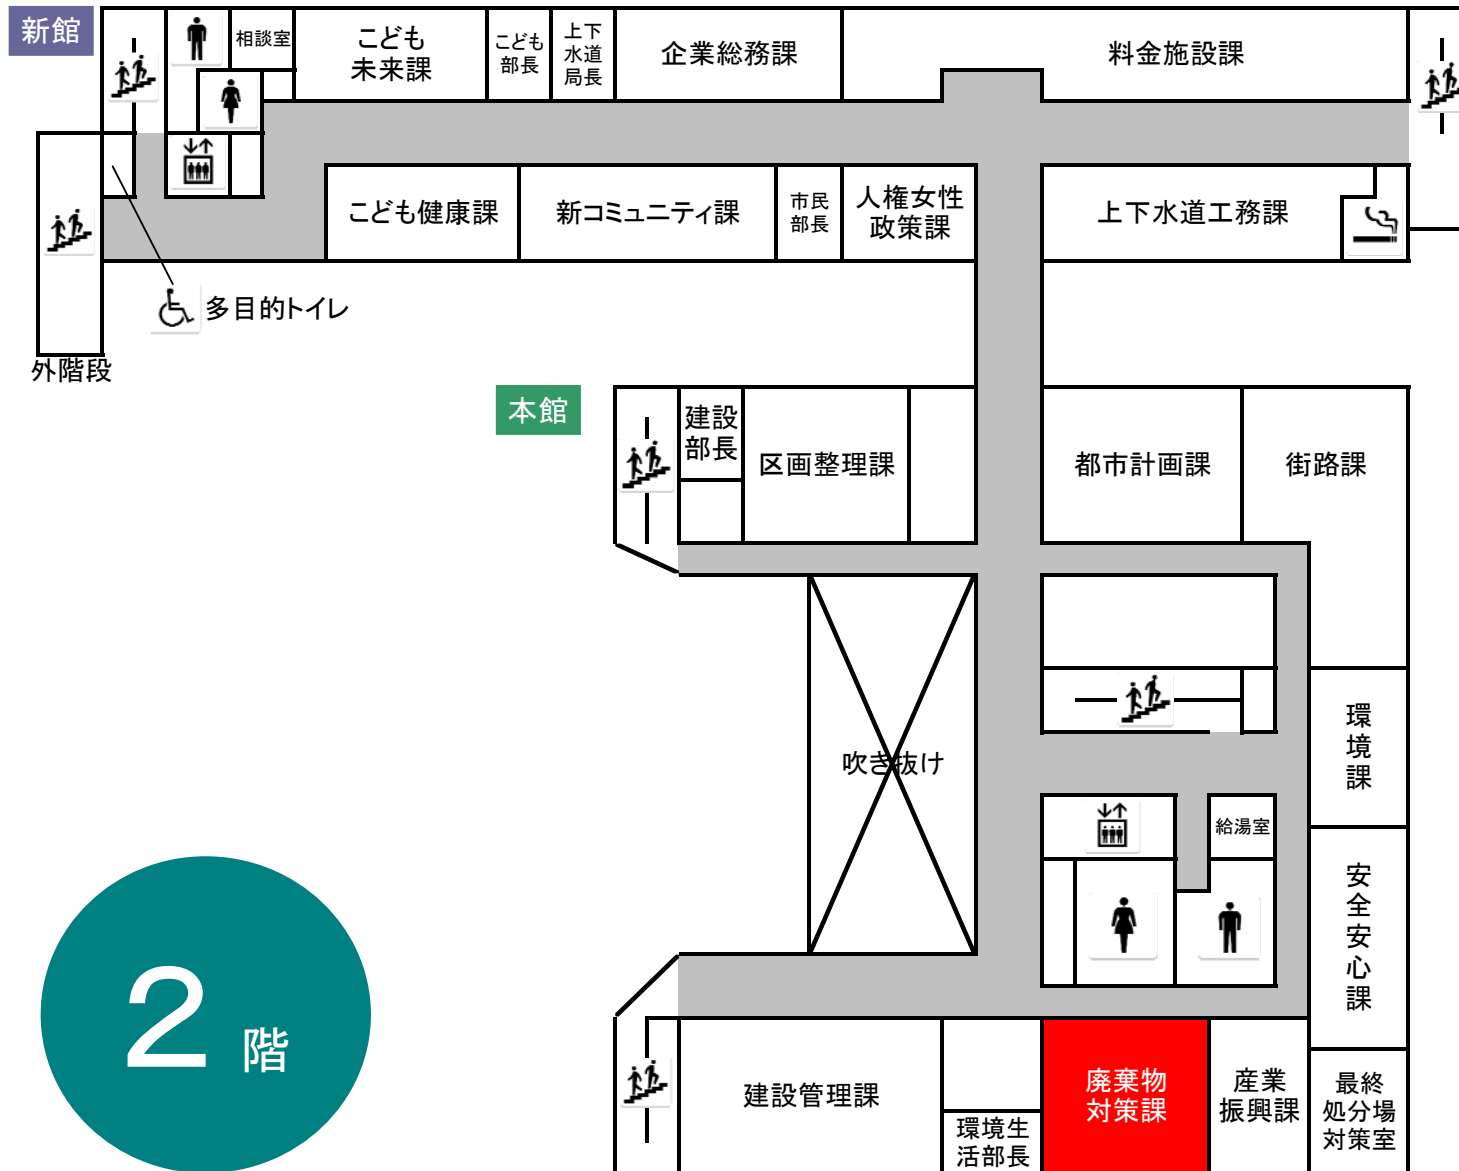 新館
相談室
こども
未来課
こども
部長
上下
水道
局長
企業総務課
料金施設課
こども健康課
新コミュニティ課
市民
部長
人権女性
政策課
上下水道工務課
多目的トイレ
外階段
本館
建設
部長
区画整理課
都市計画課
街路課
環境課
吹き抜け
給湯室
安全安心課
2階
建設管理課
環境生
活部長
廃棄物
対策課
産業
振興課
最終
処分場
対策室